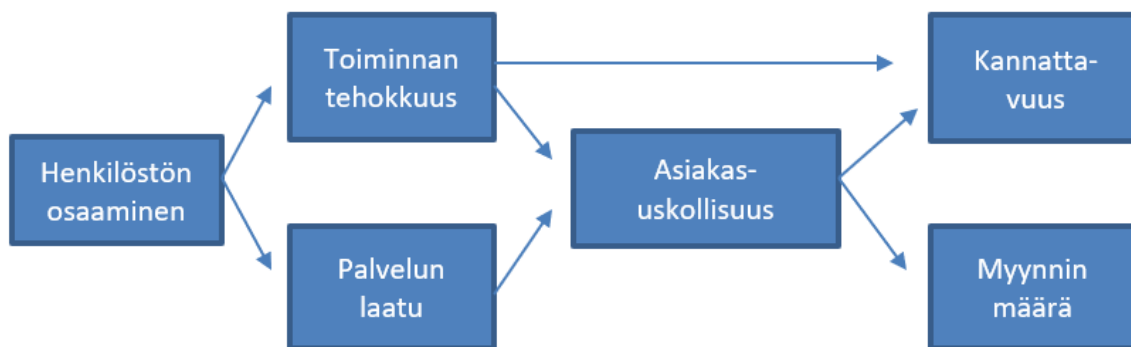 Toiminnan
tehokkuus
Kannatta-
vuus
Henkilöstön
osaaminen
Asiakas-
uskollisuus
Palvelun
laatu
Myynnin
määrä